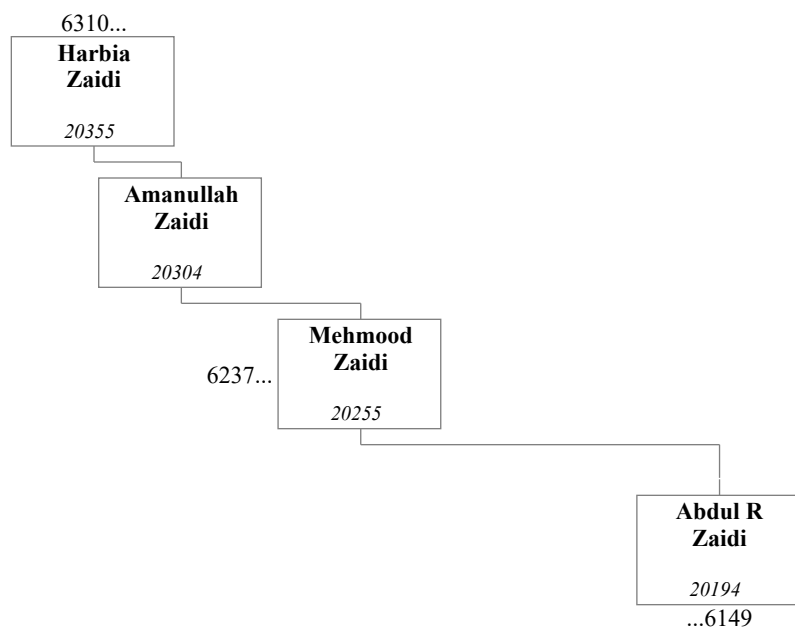 6310...
Harbia
Zaidi
20355
Amanullah
Zaidi
20304
Mehmood
Zaidi
6237...
20255
Abdul R
Zaidi
20194
...6149